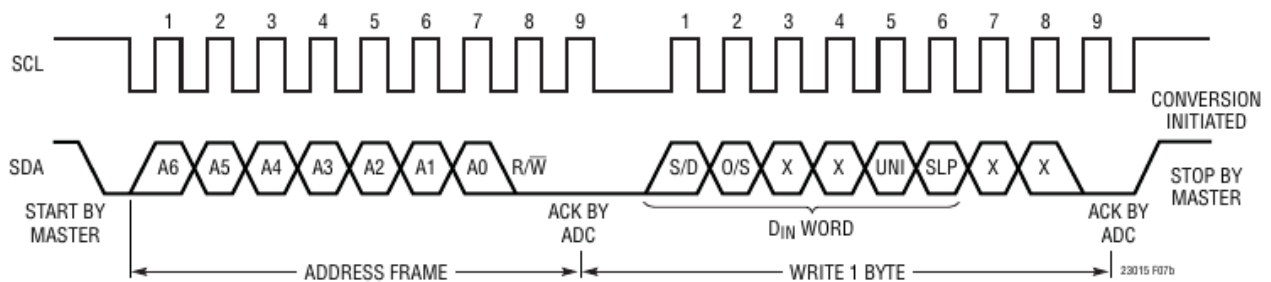 1 2 3 4 5 6 7 8 9 1 2 3 4 5 6 7 8 9
SCL
CONVERSION
INITIATED
SDA A6 A5 A4 A3 A2 A1 A0 R/W̅ S/D O/S X X UNI SLP X X
STOP BY
MASTER
START BY
MASTER
ACK BY
ADC
DIN WORD
ACK BY
ADC
ADDRESS FRAME
WRITE 1 BYTE
23015 F07b